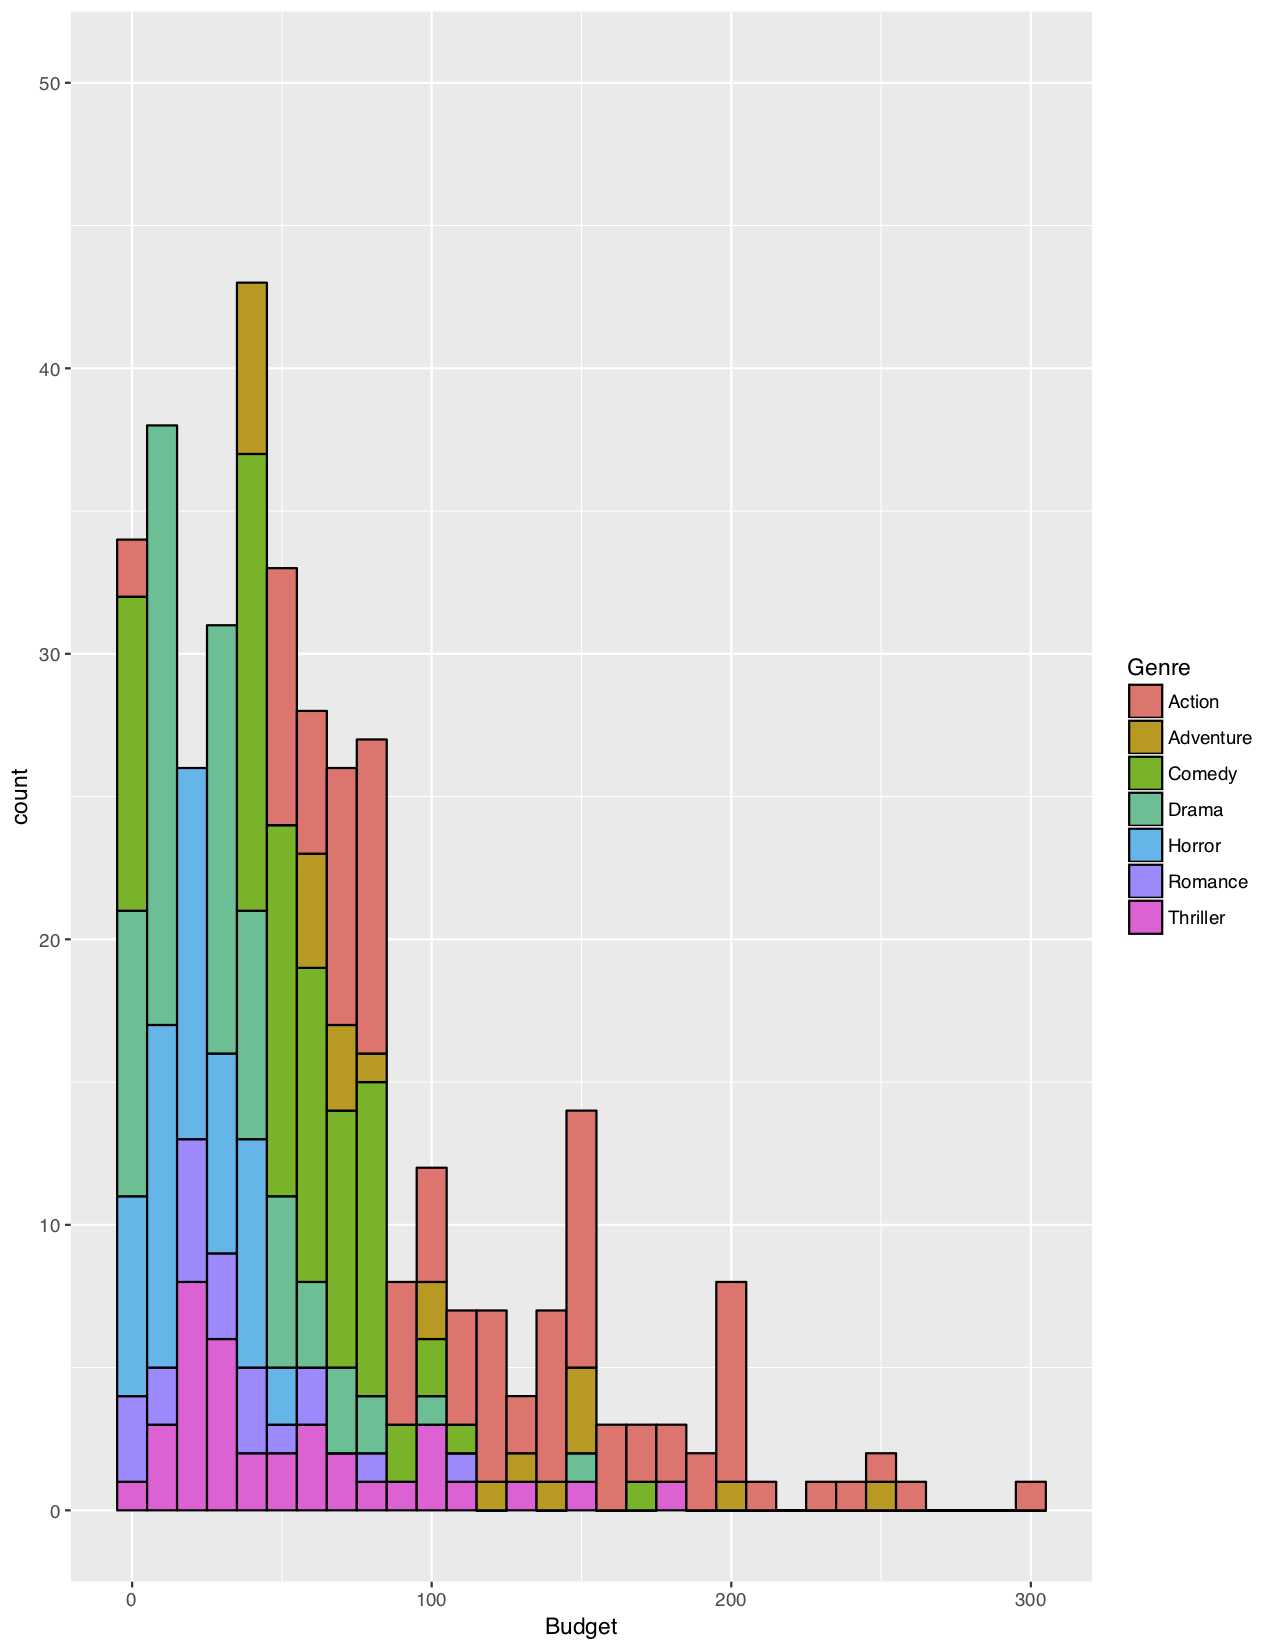 50
40
30
20
10
0
count
0 100 200 300
Budget
Genre
Action
Adventure
Comedy
Drama
Horror
Romance
Thriller